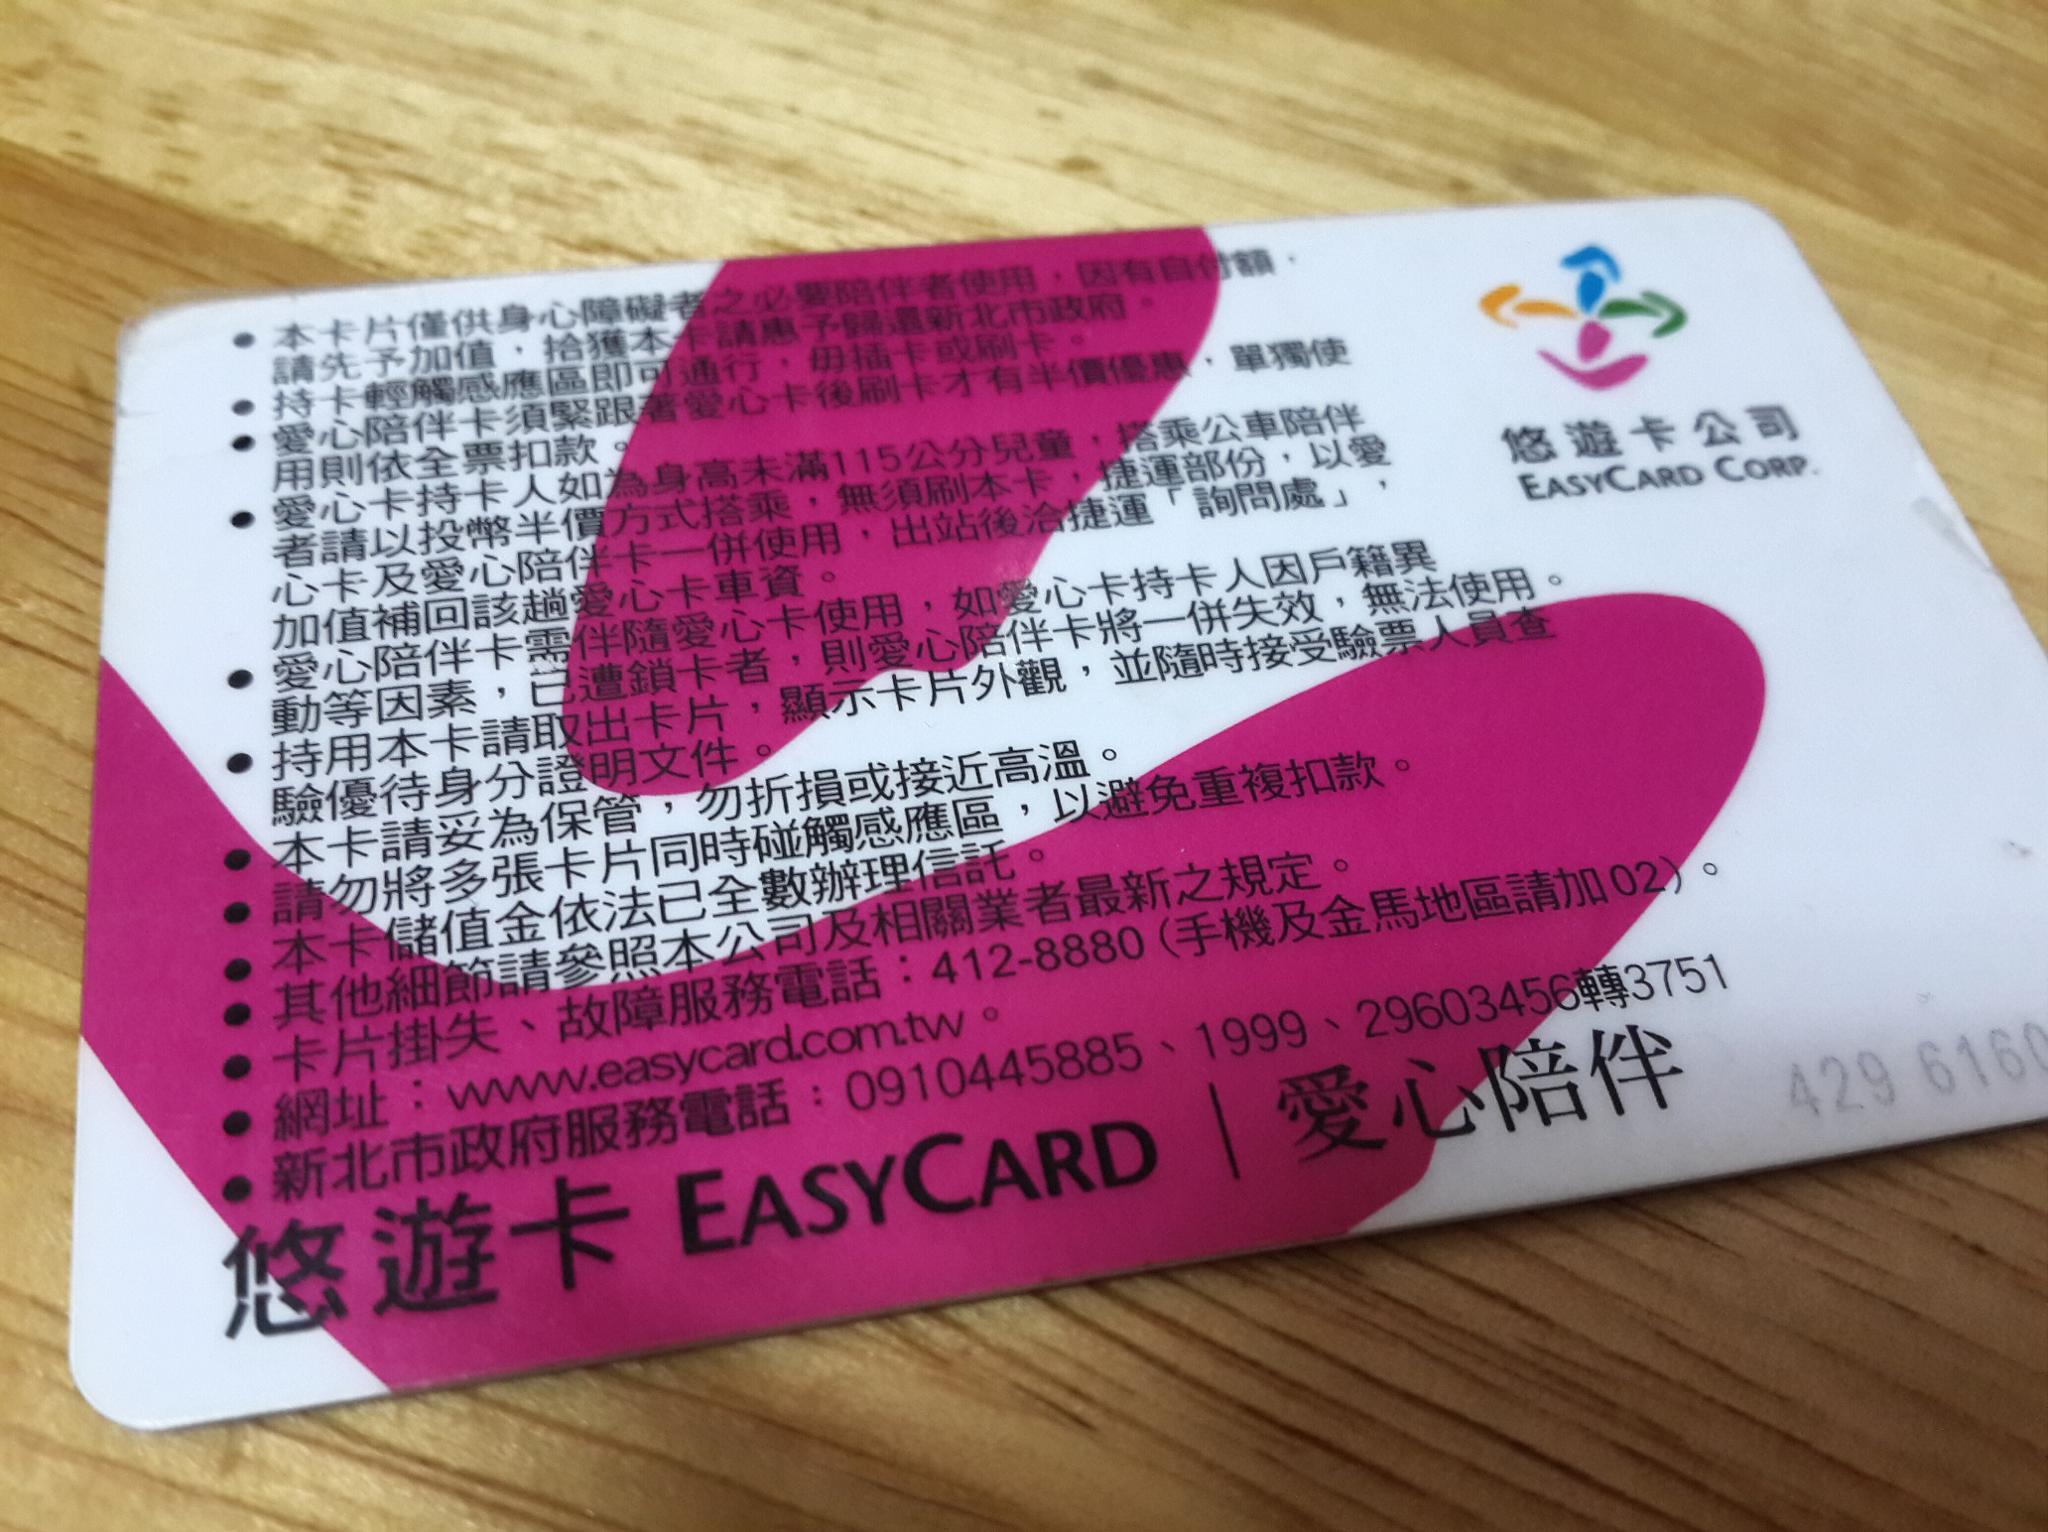 • 本卡片僅供身心障礙者之必要陪伴者使用，因有自付額，
請先予加值，拾獲本卡請惠予歸還新北市政府。
• 持卡輕觸感應區即可通行，毋插卡或刷卡。
• 愛心陪伴卡須緊跟著愛心卡後刷卡才有半價優惠，單獨使
用則依全票扣款。
• 愛心卡持卡人如為身高未滿115公分兒童，搭乘公車陪伴
者請以投幣半價方式搭乘，無須刷本卡，捷運部份，以愛
心卡及愛心陪伴卡一併使用，出站後洽捷運「詢問處」，
加值補回該趟愛心卡車資。
• 愛心陪伴卡需伴隨愛心卡使用，如愛心卡持卡人因戶籍異
動等因素，已遭鎖卡者，則愛心陪伴卡將一併失效，無法使用。
• 持用本卡請取出卡片，顯示卡片外觀，並隨時接受驗票人員查
驗優待身分證明文件。
• 本卡請妥為保管，勿折損或接近高溫。
• 請勿將多張卡片同時碰觸感應區，以避免重複扣款。
• 本卡儲值金依法已全數辦理信託。
• 其他細節請參照本公司及相關業者最新之規定。
• 卡片掛失、故障服務電話：412-8880（手機及金馬地區請加02）。
• 網址：www.easycard.com.tw。
• 新北市政府服務電話：0910445885、1999、29603456轉3751
悠遊卡 EASYCARD｜愛心陪伴
悠遊卡公司
EASYCARD CORP.
429 6160